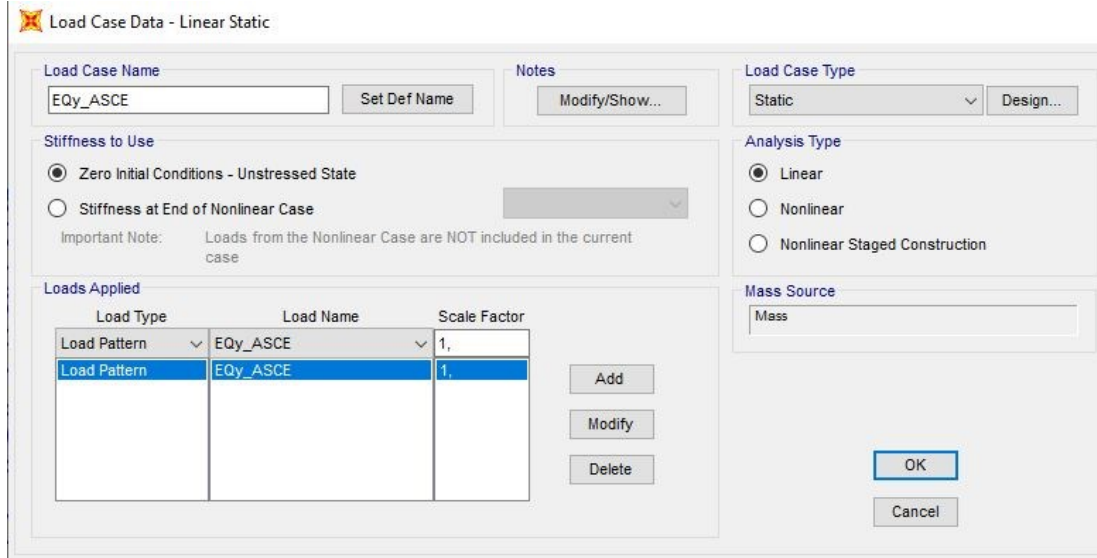 Load Case Data - Linear Static
Load Case Name
EQy_ASCE
Set Def Name
Notes
Modify/Show...
Load Case Type
Static
Design...
Stiffness to Use
Zero Initial Conditions - Unstressed State
Stiffness at End of Nonlinear Case
Important Note: Loads from the Nonlinear Case are NOT included in the current
case
Analysis Type
Linear
Nonlinear
Nonlinear Staged Construction
Loads Applied
Load Type Load Name Scale Factor
Load Pattern EQy_ASCE 1,
Load Pattern EQy_ASCE 1,
Add
Modify
Delete
Mass Source
Mass
OK
Cancel